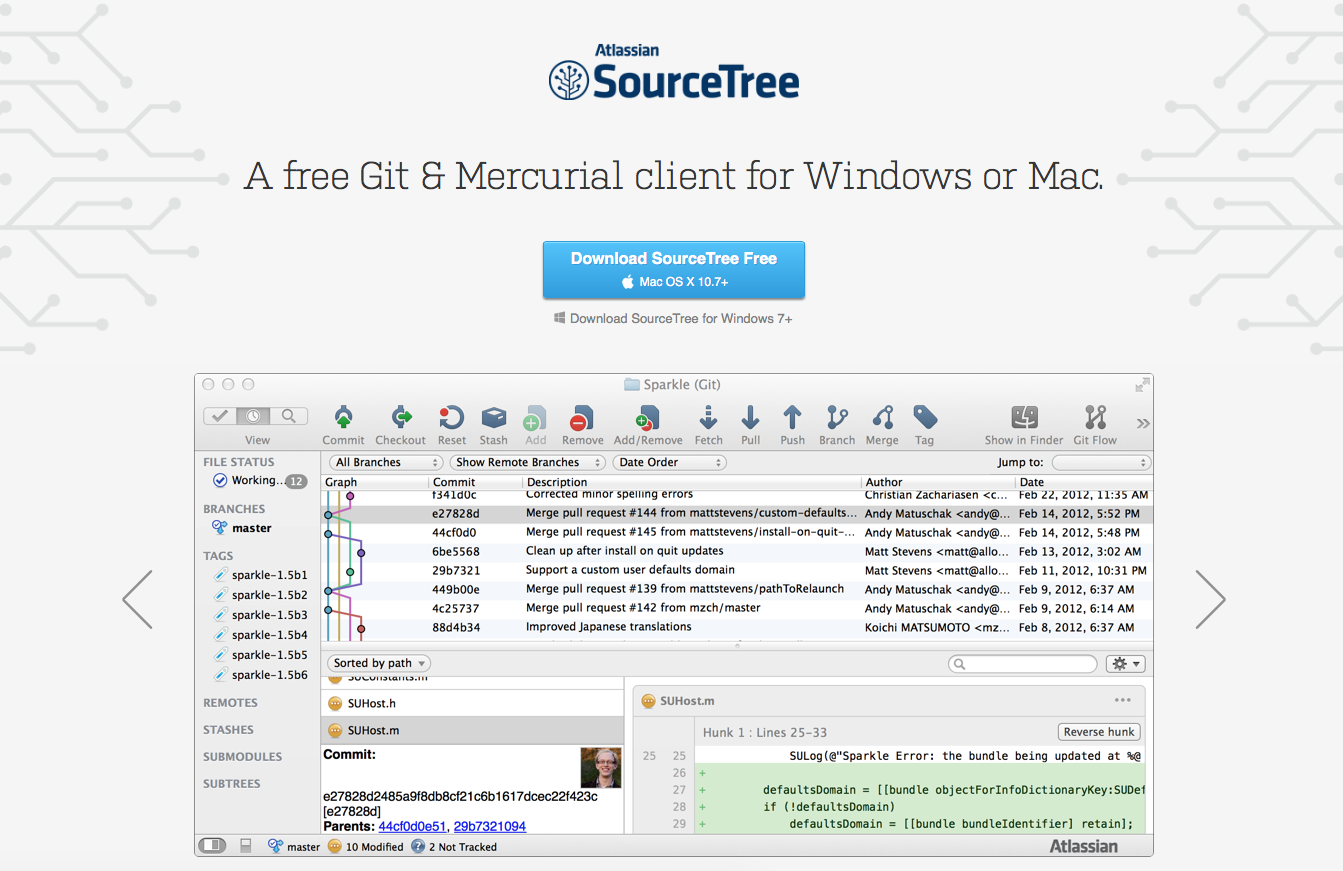 Atlassian
SourceTree
A free Git & Mercurial client for Windows or Mac.
Download SourceTree Free
Mac OS X 10.7+
Download SourceTree for Windows 7+
Sparkle (Git)
View Commit Checkout Reset Stash Add Remove Add/Remove Fetch Pull Push Branch Merge Tag Show in Finder Git Flow
FILE STATUS
Working... 12
BRANCHES
master
TAGS
sparkle-1.5b1
sparkle-1.5b2
sparkle-1.5b3
sparkle-1.5b4
sparkle-1.5b5
sparkle-1.5b6
REMOTES
STASHES
SUBMODULES
SUBTREES
All Branches Show Remote Branches Date Order Jump to:
Graph Commit Description Author Date
f341d0c Corrected minor spelling errors Christian Zachariasen <c... Feb 22, 2012, 11:35 AM
e27828d Merge pull request #144 from mattstevens/custom-defaults... Andy Matuschak <andy@... Feb 14, 2012, 5:52 PM
44cf0d0 Merge pull request #145 from mattstevens/install-on-quit-... Andy Matuschak <andy@... Feb 14, 2012, 5:48 PM
6be5568 Clean up after install on quit updates Matt Stevens <matt@allo... Feb 13, 2012, 3:02 AM
29b7321 Support a custom user defaults domain Matt Stevens <matt@allo... Feb 11, 2012, 10:31 PM
449b00e Merge pull request #139 from mattstevens/pathToRelaunch Andy Matuschak <andy@... Feb 9, 2012, 6:37 AM
4c25737 Merge pull request #142 from mzch/master Andy Matuschak <andy@... Feb 9, 2012, 6:14 AM
88d4b34 Improved Japanese translations Koichi MATSUMOTO <mz... Feb 8, 2012, 6:37 AM
Sorted by path
SUConstants.m
SUHost.h
SUHost.m
Commit:
e27828d2485a9f8db8cf21c6b1617dcec22f423c
[e27828d]
Parents: 44cf0d0e51, 29b7321094
SUHost.m
Hunk 1 : Lines 25-33 Reverse hunk
25 25 SULog(@"Sparkle Error: the bundle being updated at %@
26 +
27 + defaultsDomain = [[bundle objectForInfoDictionaryKey:SUDef
28 + if (!defaultsDomain)
29 + defaultsDomain = [[bundle bundleIdentifier] retain];
master 10 Modified 2 Not Tracked Atlassian